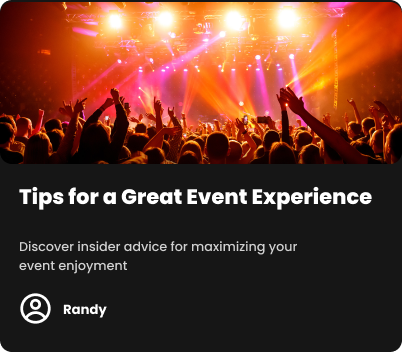 Tips for a Great Event Experience
Discover insider advice for maximizing your
event enjoyment
Randy